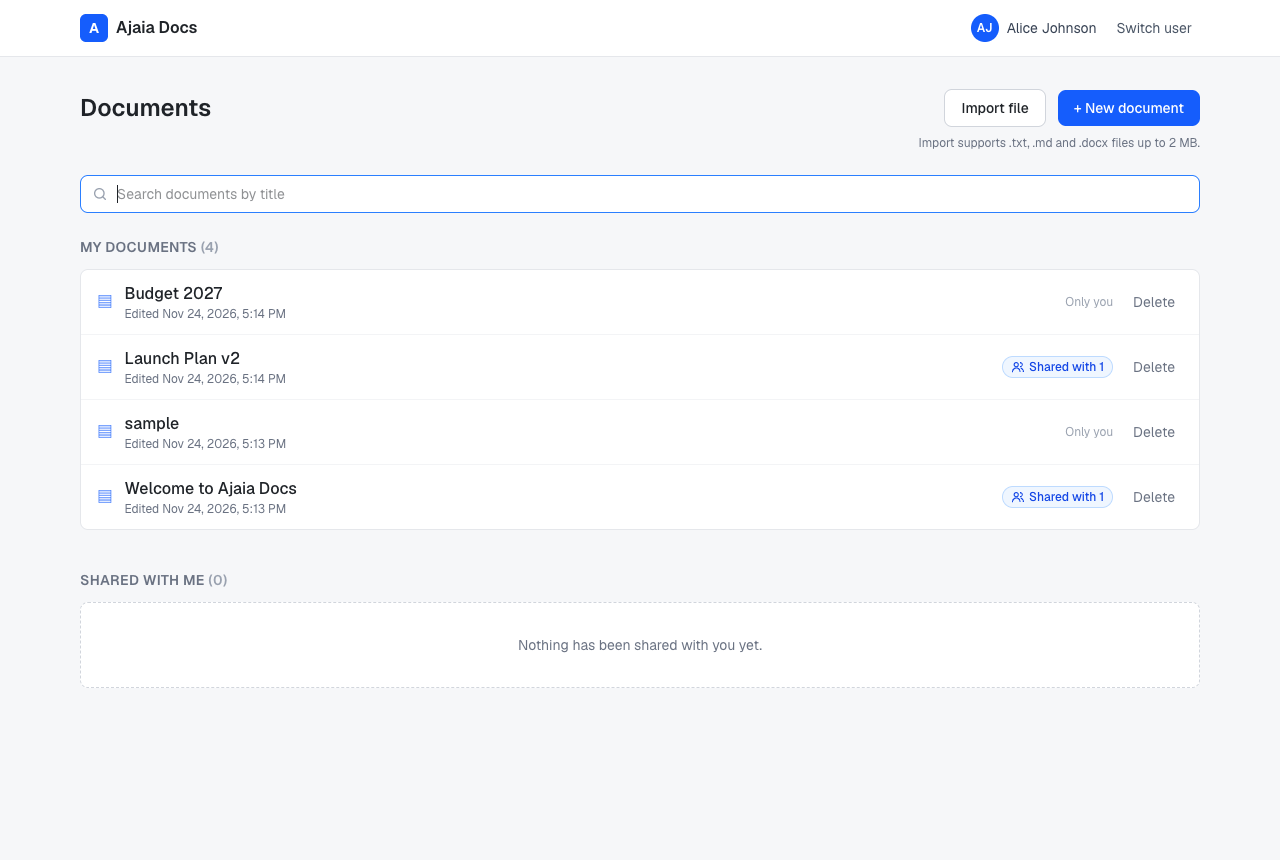 A Ajaia Docs
AJ Alice Johnson Switch user
Documents
Import file + New document
Import supports .txt, .md and .docx files up to 2 MB.
Search documents by title
MY DOCUMENTS (4)
Budget 2027
Edited Nov 24, 2026, 5:14 PM
Only you Delete
Launch Plan v2
Edited Nov 24, 2026, 5:14 PM
Shared with 1 Delete
sample
Edited Nov 24, 2026, 5:13 PM
Only you Delete
Welcome to Ajaia Docs
Edited Nov 24, 2026, 5:13 PM
Shared with 1 Delete
SHARED WITH ME (0)
Nothing has been shared with you yet.